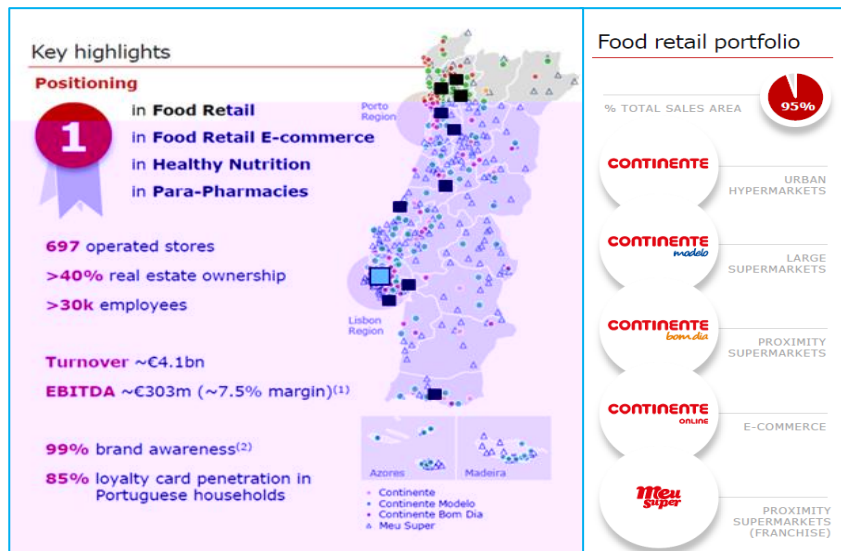 Key highlights
Positioning
1
in Food Retail
in Food Retail E-commerce
in Healthy Nutrition
in Para-Pharmacies
697 operated stores
>40% real estate ownership
>30k employees
Turnover ~€4.1bn
EBITDA ~€303m (~7.5% margin)(1)
99% brand awareness(2)
85% loyalty card penetration in
Portuguese households
Porto
Region
Lisbon
Region
Azores
Madeira
Continente
Continente Modelo
Continente Bom Dia
Meu Super
Food retail portfolio
% TOTAL SALES AREA
95%
CONTINENTE
URBAN
HYPERMARKETS
CONTINENTE
modelo
LARGE
SUPERMARKETS
CONTINENTE
bom dia
PROXIMITY
SUPERMARKETS
CONTINENTE
ONLINE
E-COMMERCE
meu
super
PROXIMITY
SUPERMARKETS
(FRANCHISE)